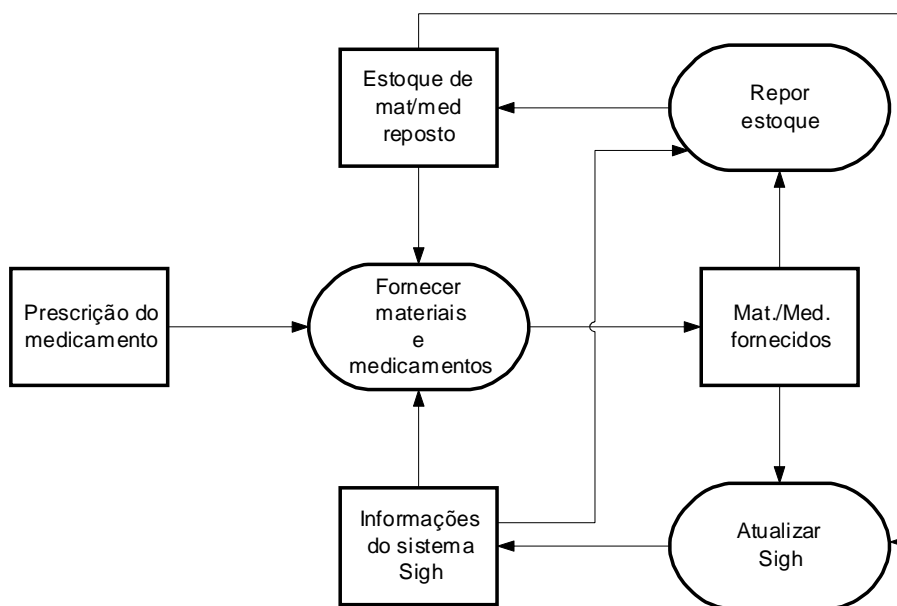 Estoque de
mat/med
reposto
Repor
estoque
Prescrição do
medicamento
Fornecer
materiais
e
medicamentos
Mat./Med.
fornecidos
Informações
do sistema
Sigh
Atualizar
Sigh